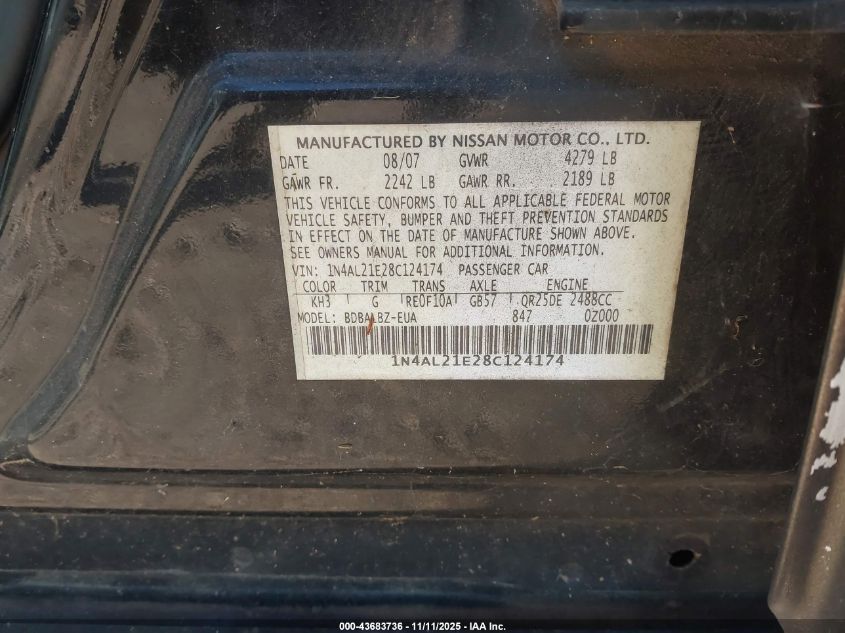 MANUFACTURED BY NISSAN MOTOR CO., LTD.
DATE 08/07 GVWR 4279 LB
GAWR FR. 2242 LB GAWR RR. 2189 LB
THIS VEHICLE CONFORMS TO ALL APPLICABLE FEDERAL MOTOR
VEHICLE SAFETY, BUMPER AND THEFT PREVENTION STANDARDS
IN EFFECT ON THE DATE OF MANUFACTURE SHOWN ABOVE.
SEE OWNERS MANUAL FOR ADDITIONAL INFORMATION.
VIN: 1N4AL21E28C124174 PASSENGER CAR
COLOR TRIM TRANS AXLE ENGINE
KH3 G RE0F10A GB57 QR25DE 2488CC
MODEL: BDBALBZ-EUA 847 0Z000
1N4AL21E28C124174
000-43683736 - 11/11/2025 - IAA Inc.